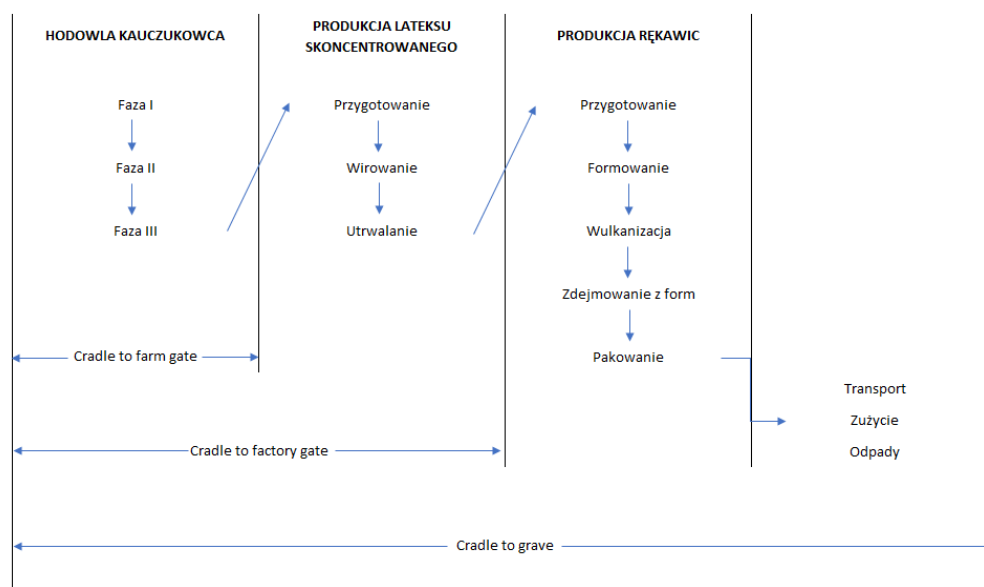 HODOWLA KAUCZUKOWCA
Faza I
Faza II
Faza III
Cradle to farm gate
PRODUKCJA LATEKSU
SKONCENTROWANEGO
Przygotowanie
Wirowanie
Utrwalanie
Cradle to factory gate
PRODUKCJA RĘKAWIC
Przygotowanie
Formowanie
Wulkanizacja
Zdejmowanie z form
Pakowanie
Transport
Zużycie
Odpady
Cradle to grave